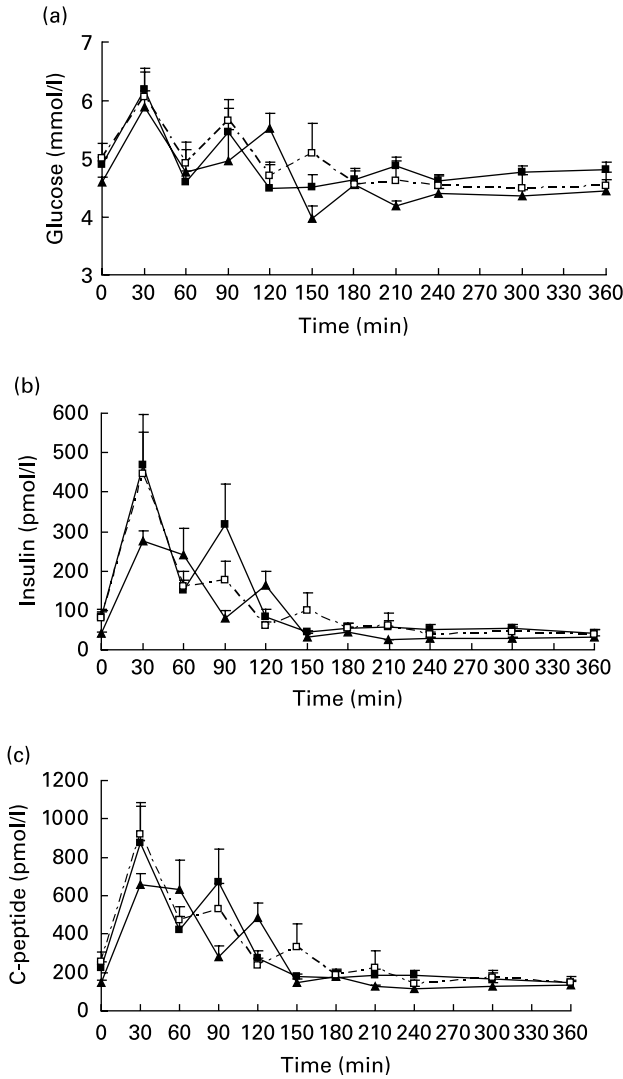 (a)
7
6
5
4
3
Glucose (mmol/l)
0 30 60 90 120 150 180 210 240 270 300 330 360
Time (min)
(b)
600
500
400
300
200
100
0
Insulin (pmol/l)
0 30 60 90 120 150 180 210 240 270 300 330 360
Time (min)
(c)
1200
1000
800
600
400
200
0
C-peptide (pmol/l)
0 30 60 90 120 150 180 210 240 270 300 330 360
Time (min)